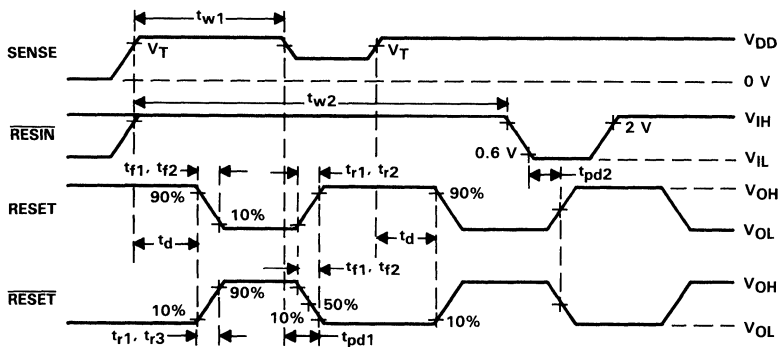 tw1
SENSE
VT
VT
VDD
0 V
tw2
RESIN
2 V
VIH
0.6 V
VIL
tf1, tf2
tr1, tr2
tpd2
RESET
90%
10%
90%
VOH
td
td
VOL
tf1, tf2
RESET
10%
90%
50%
10%
10%
VOH
tr1, tr3
tpd1
VOL